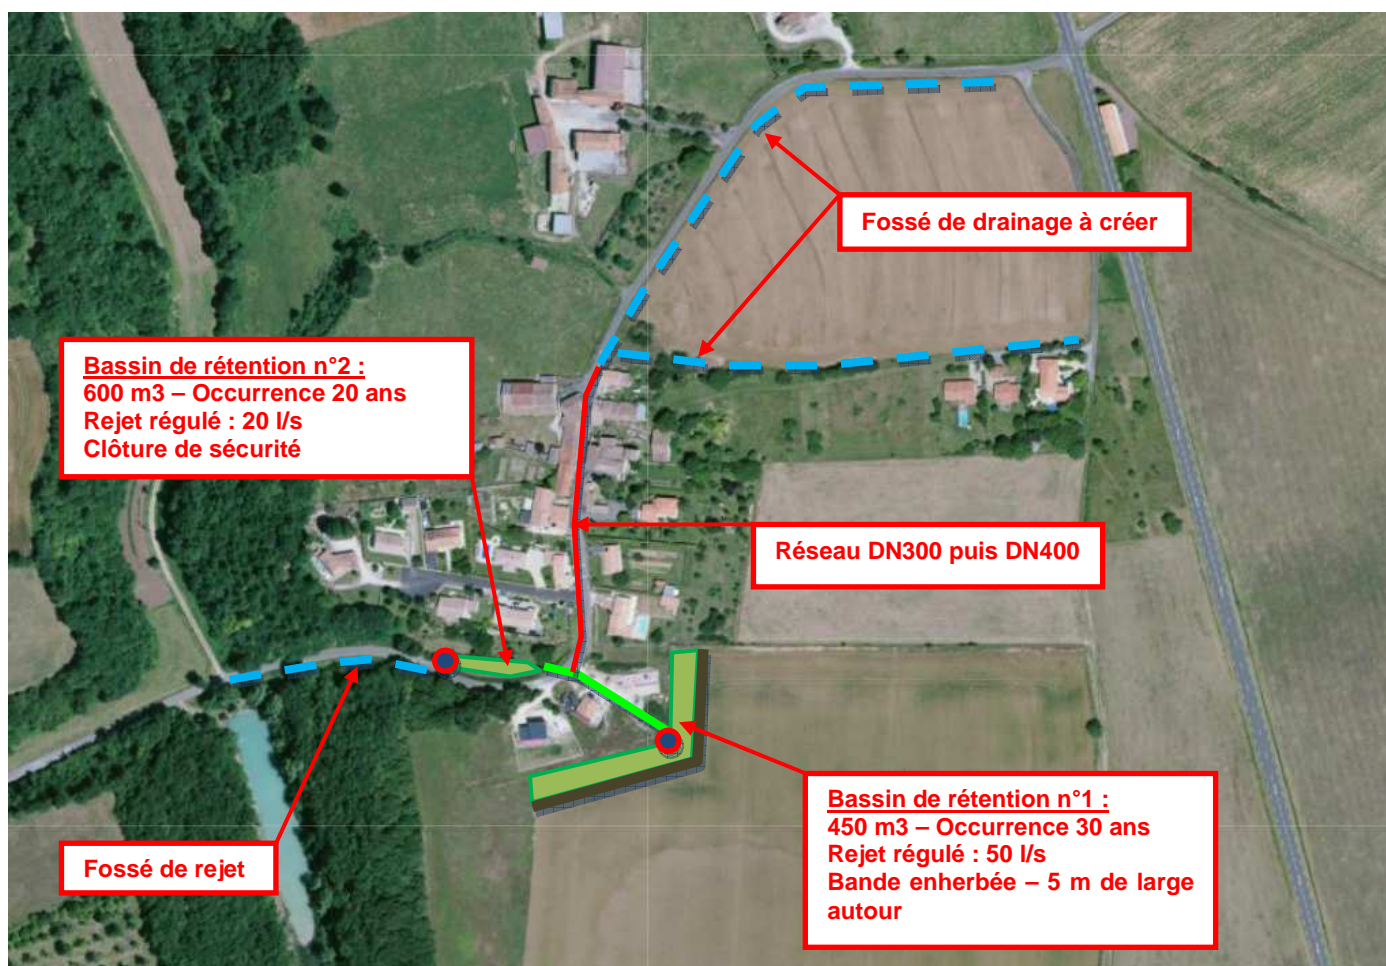 Fossé de drainage à créer
Bassin de rétention n°2 :
600 m3 – Occurrence 20 ans
Rejet régulé : 20 l/s
Clôture de sécurité
Réseau DN300 puis DN400
Bassin de rétention n°1 :
450 m3 – Occurrence 30 ans
Rejet régulé : 50 l/s
Bande enherbée – 5 m de large
autour
Fossé de rejet